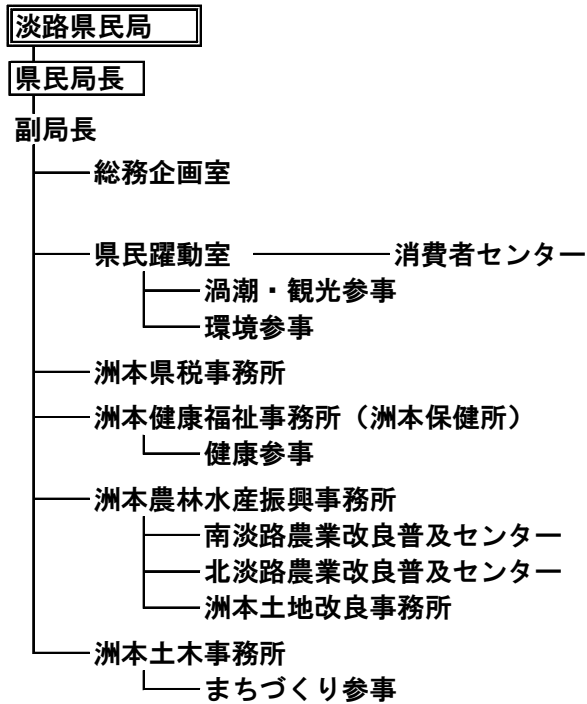 淡路県民局
県民局長
副局長
総務企画室
県民躍動室 消費者センター
渦潮・観光参事
環境参事
洲本県税事務所
洲本健康福祉事務所（洲本保健所）
健康参事
洲本農林水産振興事務所
南淡路農業改良普及センター
北淡路農業改良普及センター
洲本土地改良事務所
洲本土木事務所
まちづくり参事